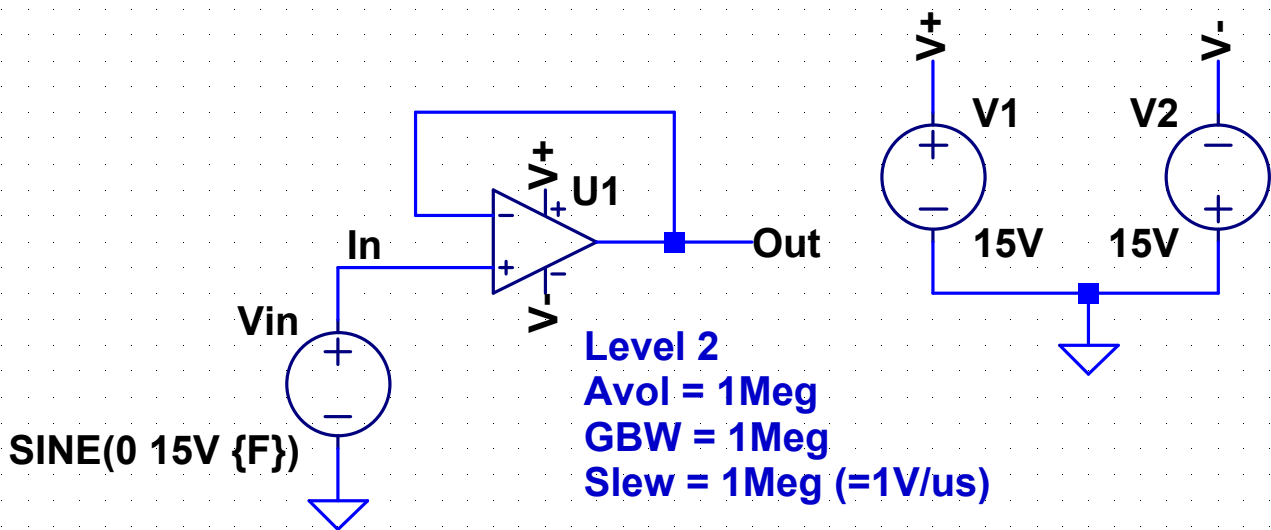 V+
V-
V1
V2
V+
U1
In
Out
15V
15V
Vin
V-
Level 2
Avol = 1Meg
GBW = 1Meg
SINE(0 15V {F})
Slew = 1Meg (=1V/us)